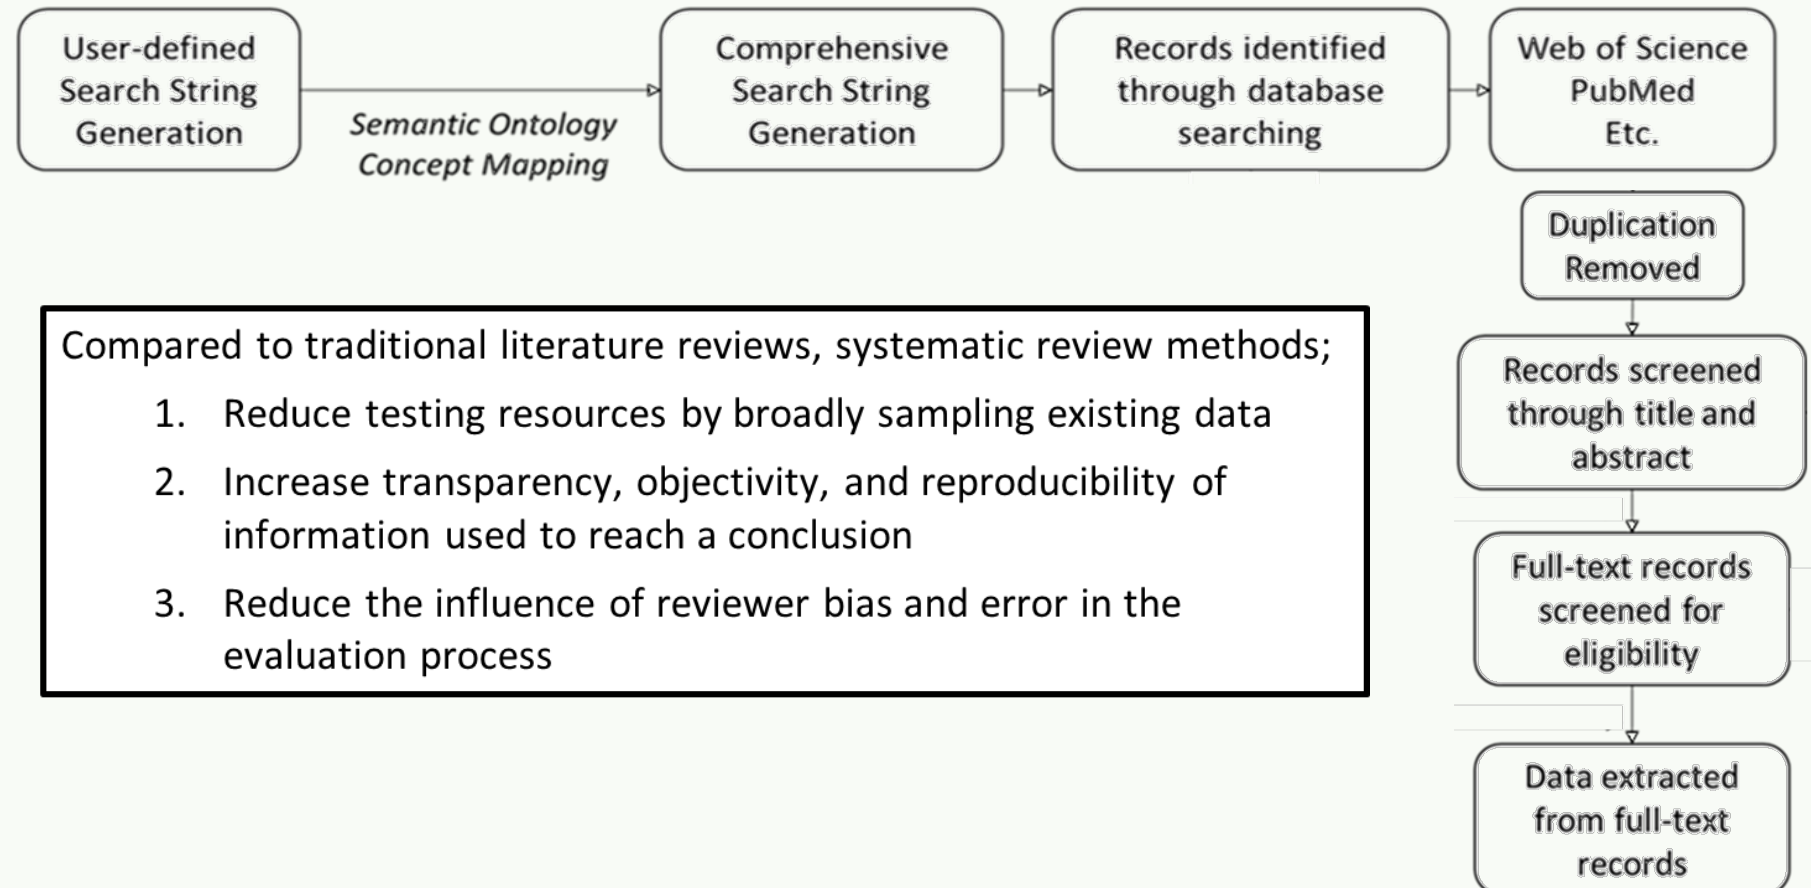 User-defined
Search String
Generation
Semantic Ontology
Concept Mapping
Comprehensive
Search String
Generation
Records identified
through database
searching
Web of Science
PubMed
Etc.
Duplication
Removed
Records screened
through title and
abstract
Full-text records
screened for
eligibility
Data extracted
from full-text
records
Compared to traditional literature reviews, systematic review methods;
1. Reduce testing resources by broadly sampling existing data
2. Increase transparency, objectivity, and reproducibility of
information used to reach a conclusion
3. Reduce the influence of reviewer bias and error in the
evaluation process